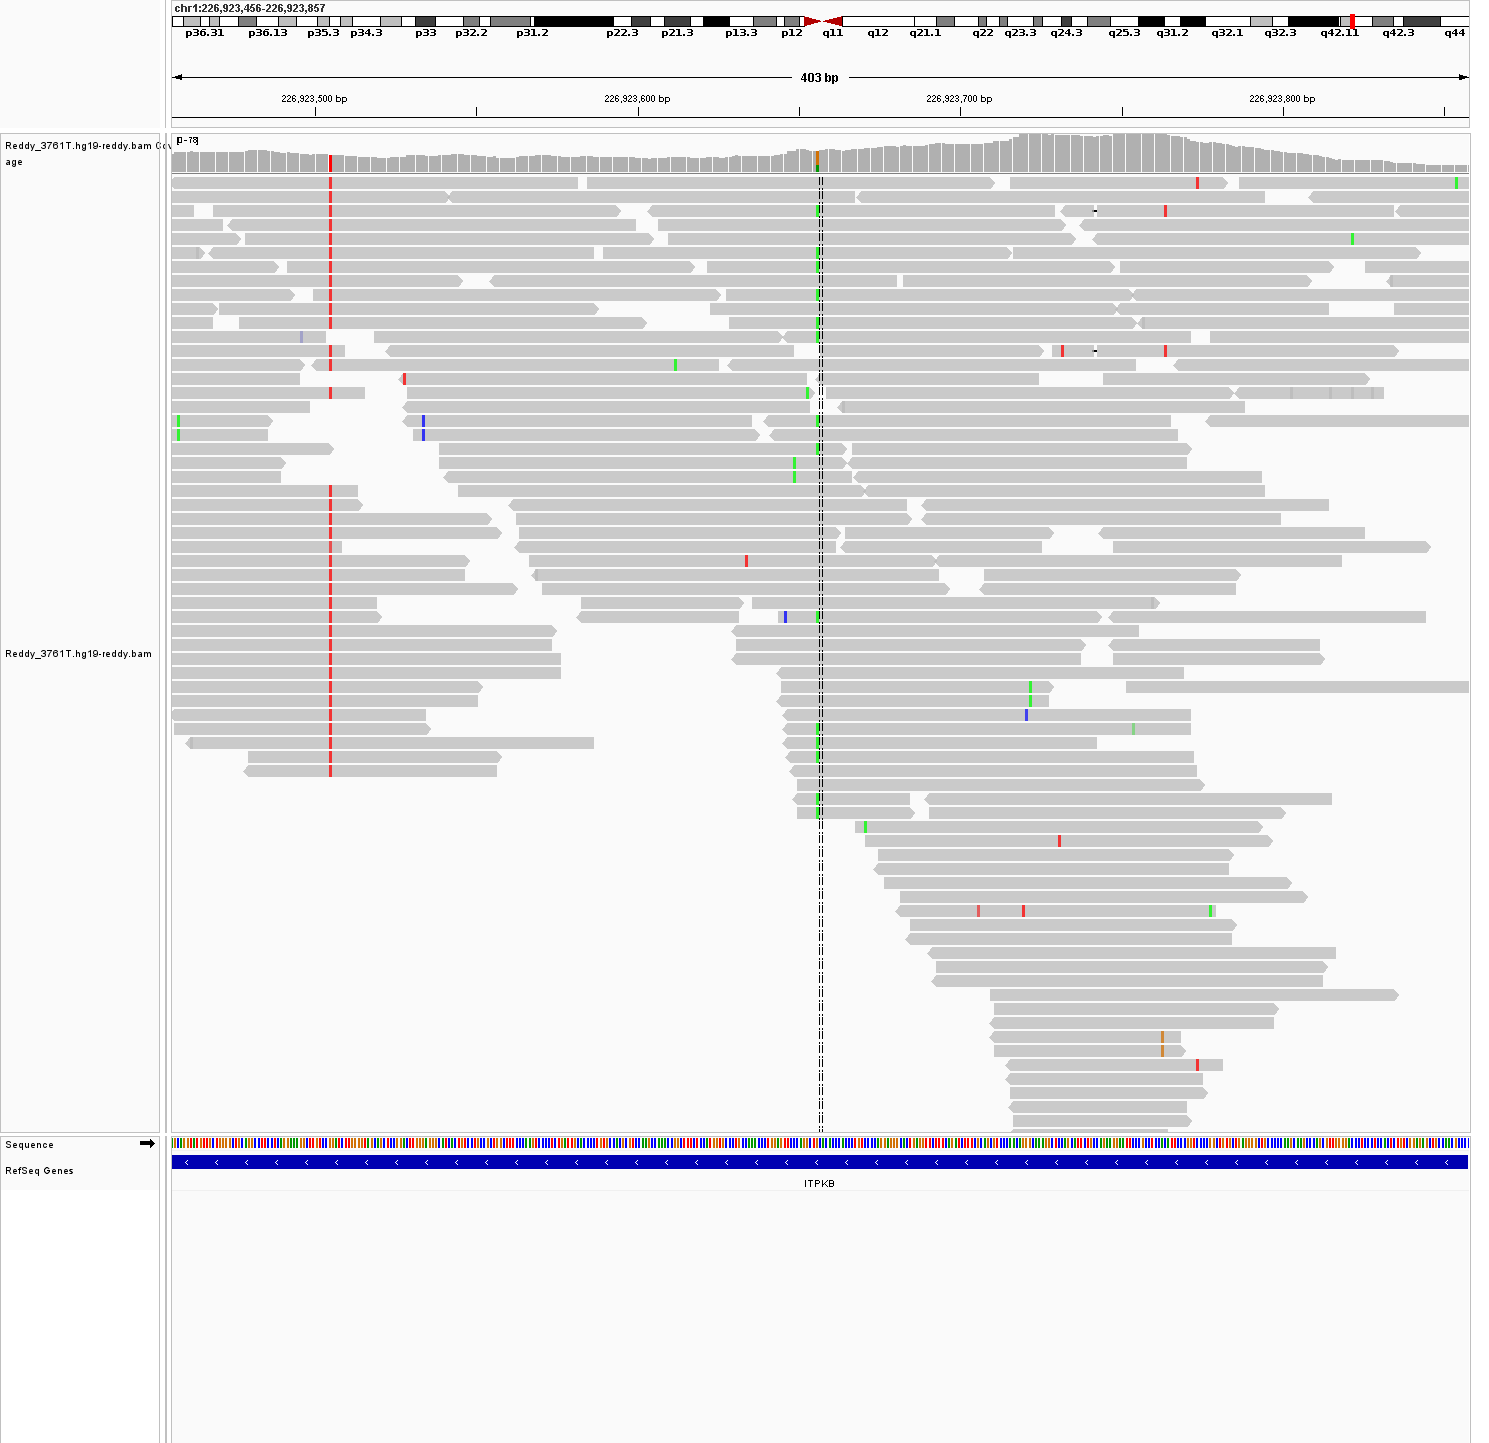 chr1:226,923,456-226,923,857
p36.31 p36.13 p35.3 p34.3 p33 p32.2 p31.2 p22.3 p21.3 p13.3 p12 q11 q12 q21.1 q22 q23.3 q24.3 q25.3 q31.2 q32.1 q32.3 q42.11 q42.3 q44
403 bp
226,923,500 bp 226,923,600 bp 226,923,700 bp 226,923,800 bp
Reddy_3761T.hg19-reddy.bam Cov
age
[0-78]
Reddy_3761T.hg19-reddy.bam
Sequence
RefSeq Genes
ITPKB